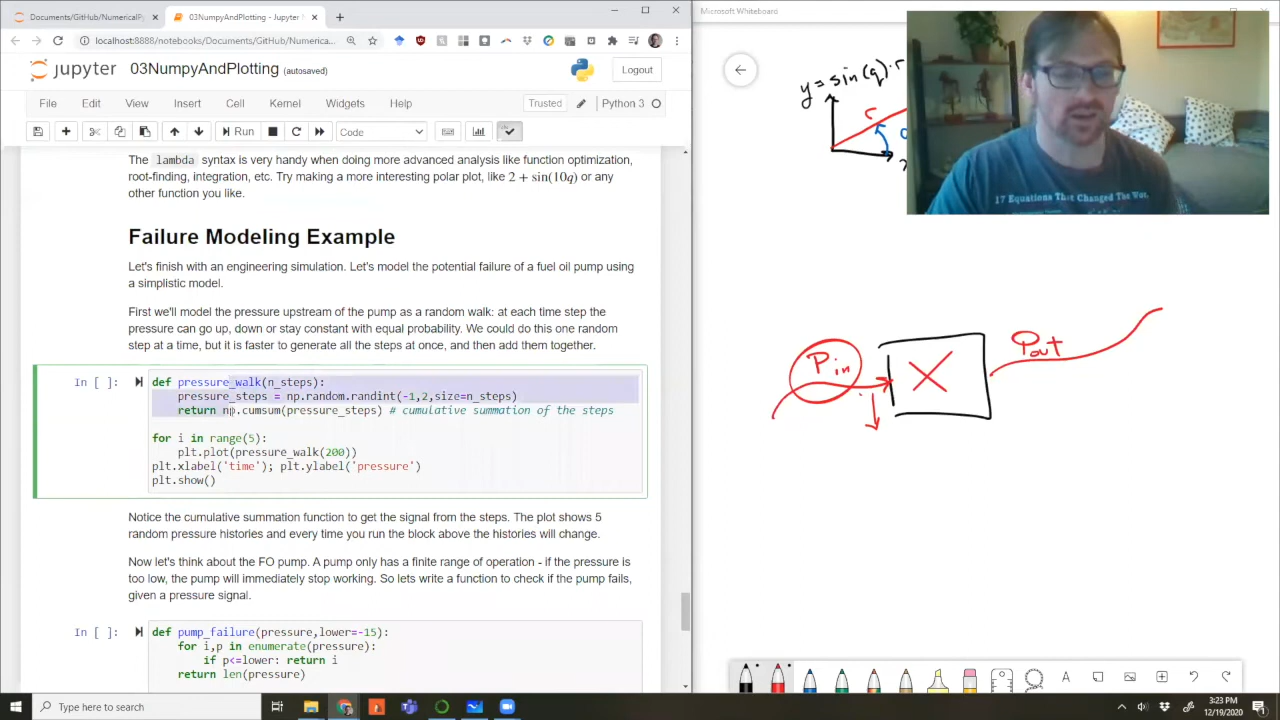 Documents/GitHub/NumericalPy
03NumpyAndPlotting - Jupyter N
Microsoft Whiteboard
localhost:8888/notebooks/Documents/GitHub/Numerica...
jupyter
03NumpyAndPlotting
(autosaved)
Logout
File
Edit
View
Insert
Cell
Kernel
Widgets
Help
Trusted
Python 3
Run
Code
The lambda syntax is very handy when doing more advanced analysis like function optimization,
root-finding, integration, etc. Try making a more interesting polar plot, like 2 + sin(10q) or any
other function you like.
Failure Modeling Example
Let's finish with an engineering simulation. Let's model the potential failure of a fuel oil pump using
a simplistic model.
First we'll model the pressure upstream of the pump as a random walk: at each time step the
pressure can go up, down or stay constant with equal probability. We could do this one random
step at a time, but it is faster to generate all the steps at once, and then add them together.
In [ ]:
def pressure_walk(n_steps):
pressure_steps = np.random.randint(-1,2,size=n_steps)
return np.cumsum(pressure_steps) # cumulative summation of the steps
for i in range(5):
plt.plot(pressure_walk(200))
plt.xlabel('time'); plt.ylabel('pressure')
plt.show()
Notice the cumulative summation function to get the signal from the steps. The plot shows 5
random pressure histories and every time you run the block above the histories will change.
Now let's think about the FO pump. A pump only has a finite range of operation - if the pressure is
too low, the pump will immediately stop working. So lets write a function to check if the pump fails,
given a pressure signal.
In [ ]:
def pump_failure(pressure,lower=-15):
for i,p in enumerate(pressure):
if p<=lower: return i
return len(pressure)
y = sin(q)·r
r
17 Equations That Changed The World
Pin
Pout
Type here to search
3:23 PM
12/19/2020